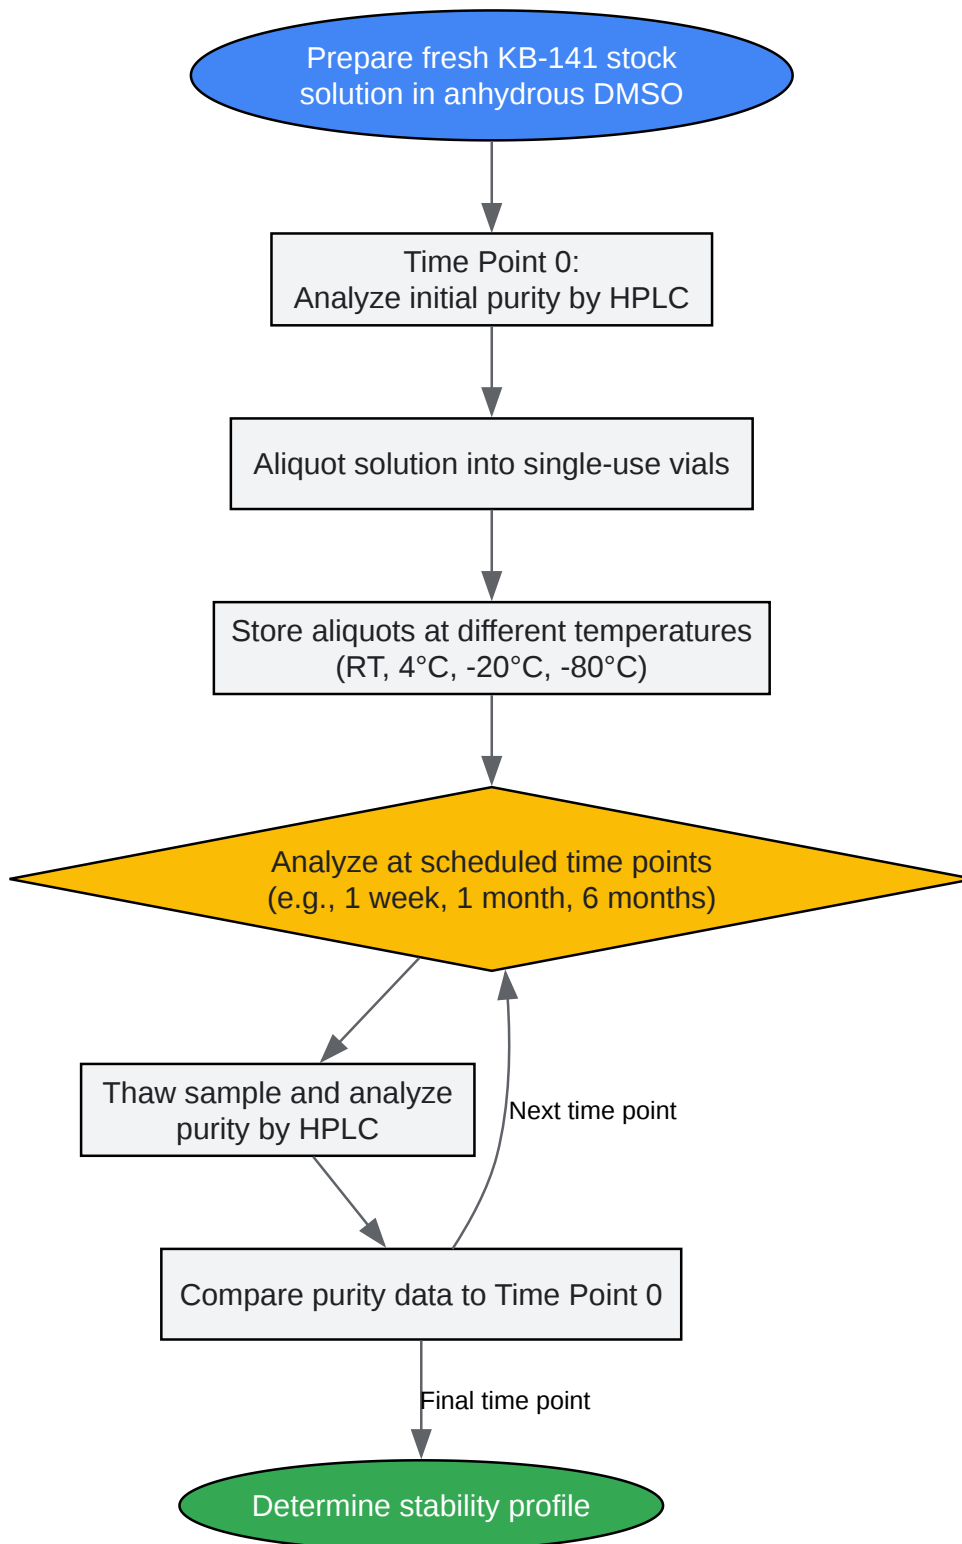 Prepare fresh KB-141 stock
solution in anhydrous DMSO
Time Point 0:
Analyze initial purity by HPLC
Aliquot solution into single-use vials
Store aliquots at different temperatures
(RT, 4°C, -20°C, -80°C)
Analyze at scheduled time points
(e.g., 1 week, 1 month, 6 months)
Thaw sample and analyze
purity by HPLC
Next time point
Compare purity data to Time Point 0
Final time point
Determine stability profile